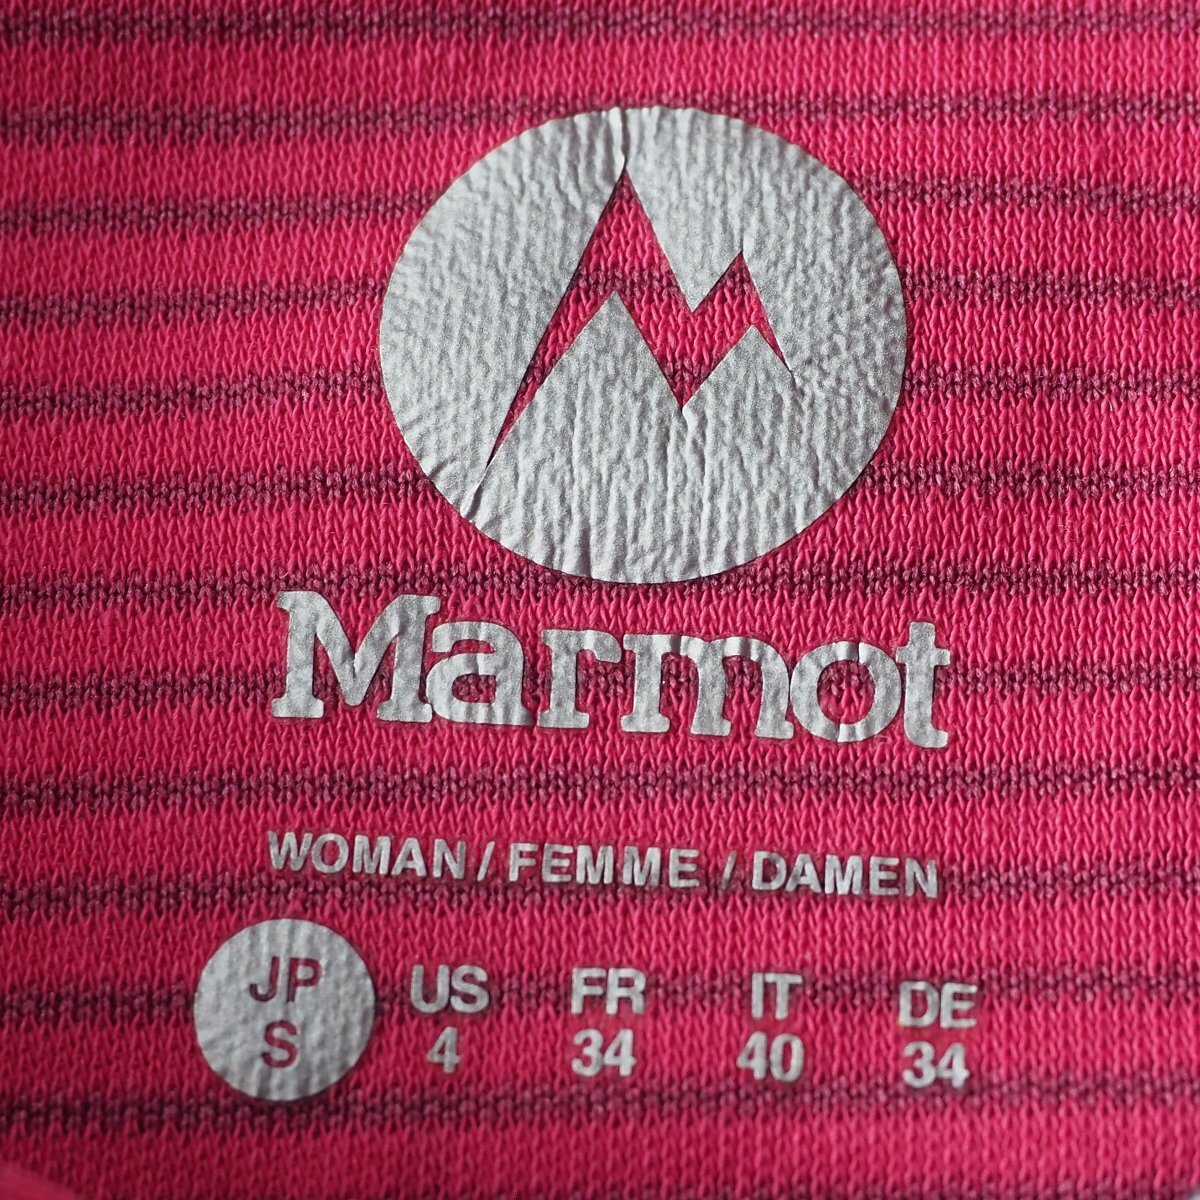 Marmot
WOMAN / FEMME / DAMEN
JP US FR IT DE
S 4 34 40 34